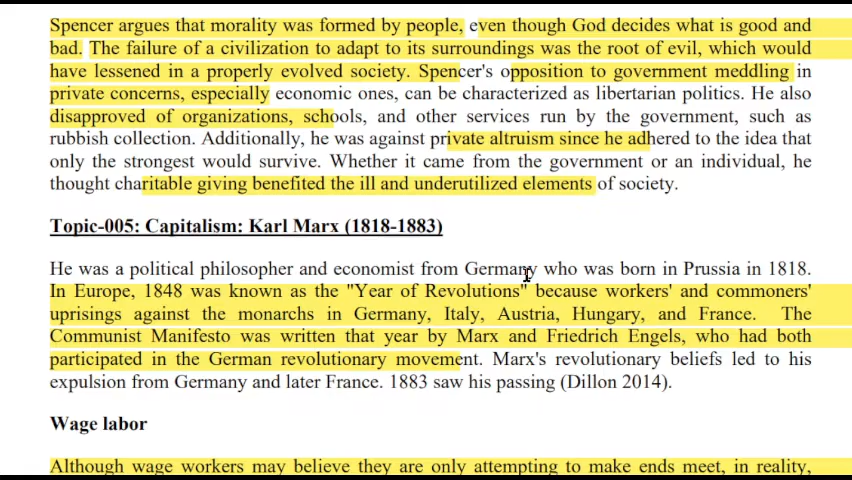 Spencer argues that morality was formed by people, even though God decides what is good and
bad. The failure of a civilization to adapt to its surroundings was the root of evil, which would
have lessened in a properly evolved society. Spencer's opposition to government meddling in
private concerns, especially economic ones, can be characterized as libertarian politics. He also
disapproved of organizations, schools, and other services run by the government, such as
rubbish collection. Additionally, he was against private altruism since he adhered to the idea that
only the strongest would survive. Whether it came from the government or an individual, he
thought charitable giving benefited the ill and underutilized elements of society.
Topic-005: Capitalism: Karl Marx (1818-1883)
He was a political philosopher and economist from Germany who was born in Prussia in 1818.
In Europe, 1848 was known as the "Year of Revolutions" because workers' and commoners'
uprisings against the monarchs in Germany, Italy, Austria, Hungary, and France. The
Communist Manifesto was written that year by Marx and Friedrich Engels, who had both
participated in the German revolutionary movement. Marx's revolutionary beliefs led to his
expulsion from Germany and later France. 1883 saw his passing (Dillon 2014).
Wage labor
Although wage workers may believe they are only attempting to make ends meet, in reality,